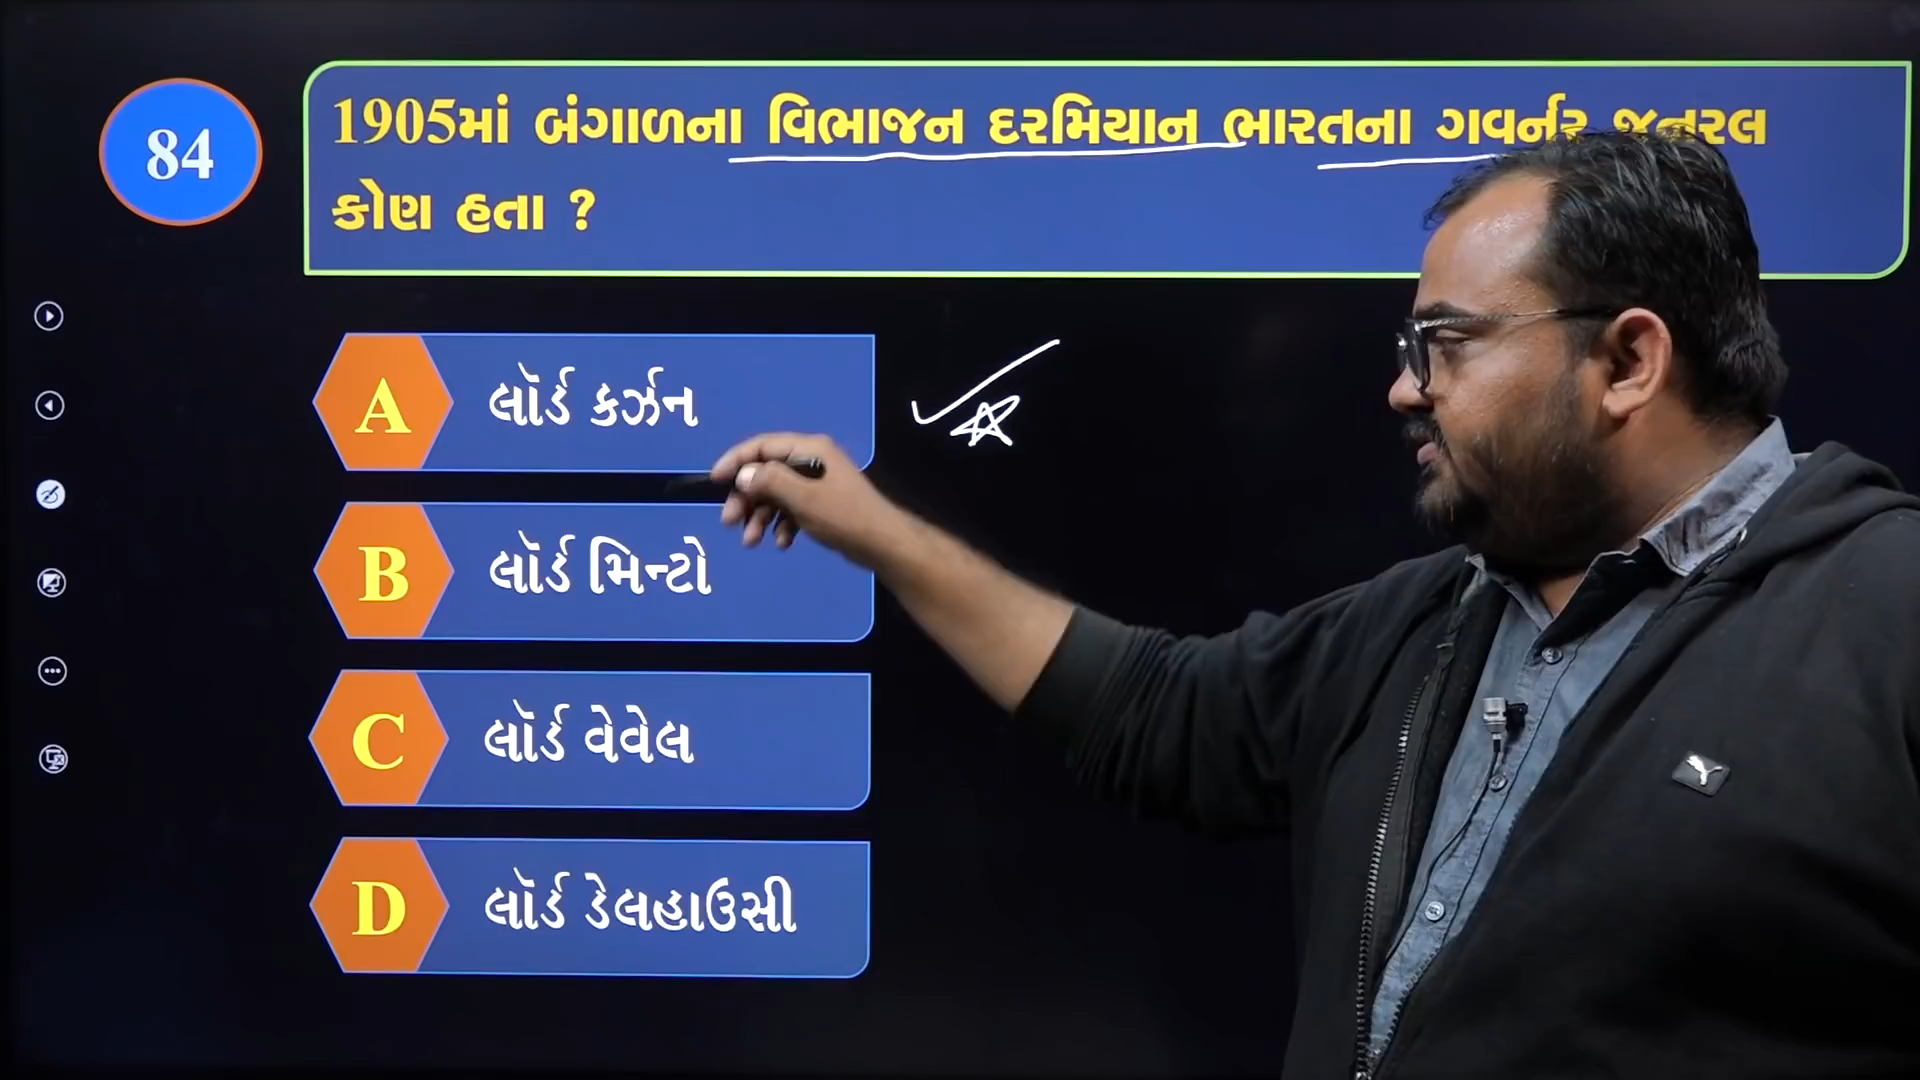 84
1905માં બંગાળના વિભાજન દરમિયાન ભારતના ગવર્નર જનરલ
કોણ હતા ?
A લૉર્ડ કર્ઝન
B લૉર્ડ મિન્ટો
C લૉર્ડ વેવેલ
D લૉર્ડ ડેલહાઉસી